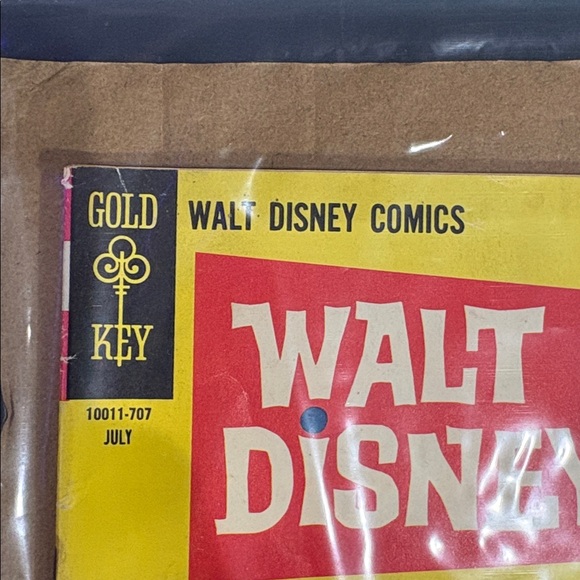 GOLD
KEY
WALT DISNEY COMICS
10011-707
JULY
WALT
DiSNEY